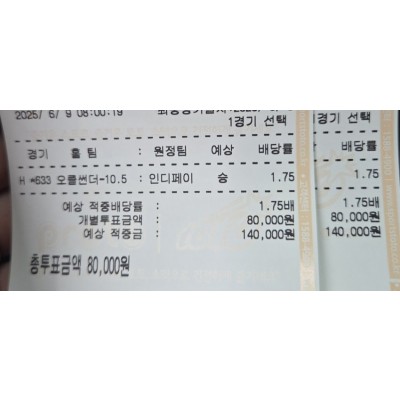 2025/ 6/ 9 08:00:19
1경기 선택
경기 홈팀 : 원정팀 예상 배당률
H *633 오클썬더-10.5 : 인디페이 승 1.75
예상 적중배당률 : 1.75배
개별투표금액 : 80,000원
예상 적중금 : 140,000원
총투표금액 80,000원
1경기 선택
배당률
1.75
1.75배
80,000원
140,000원